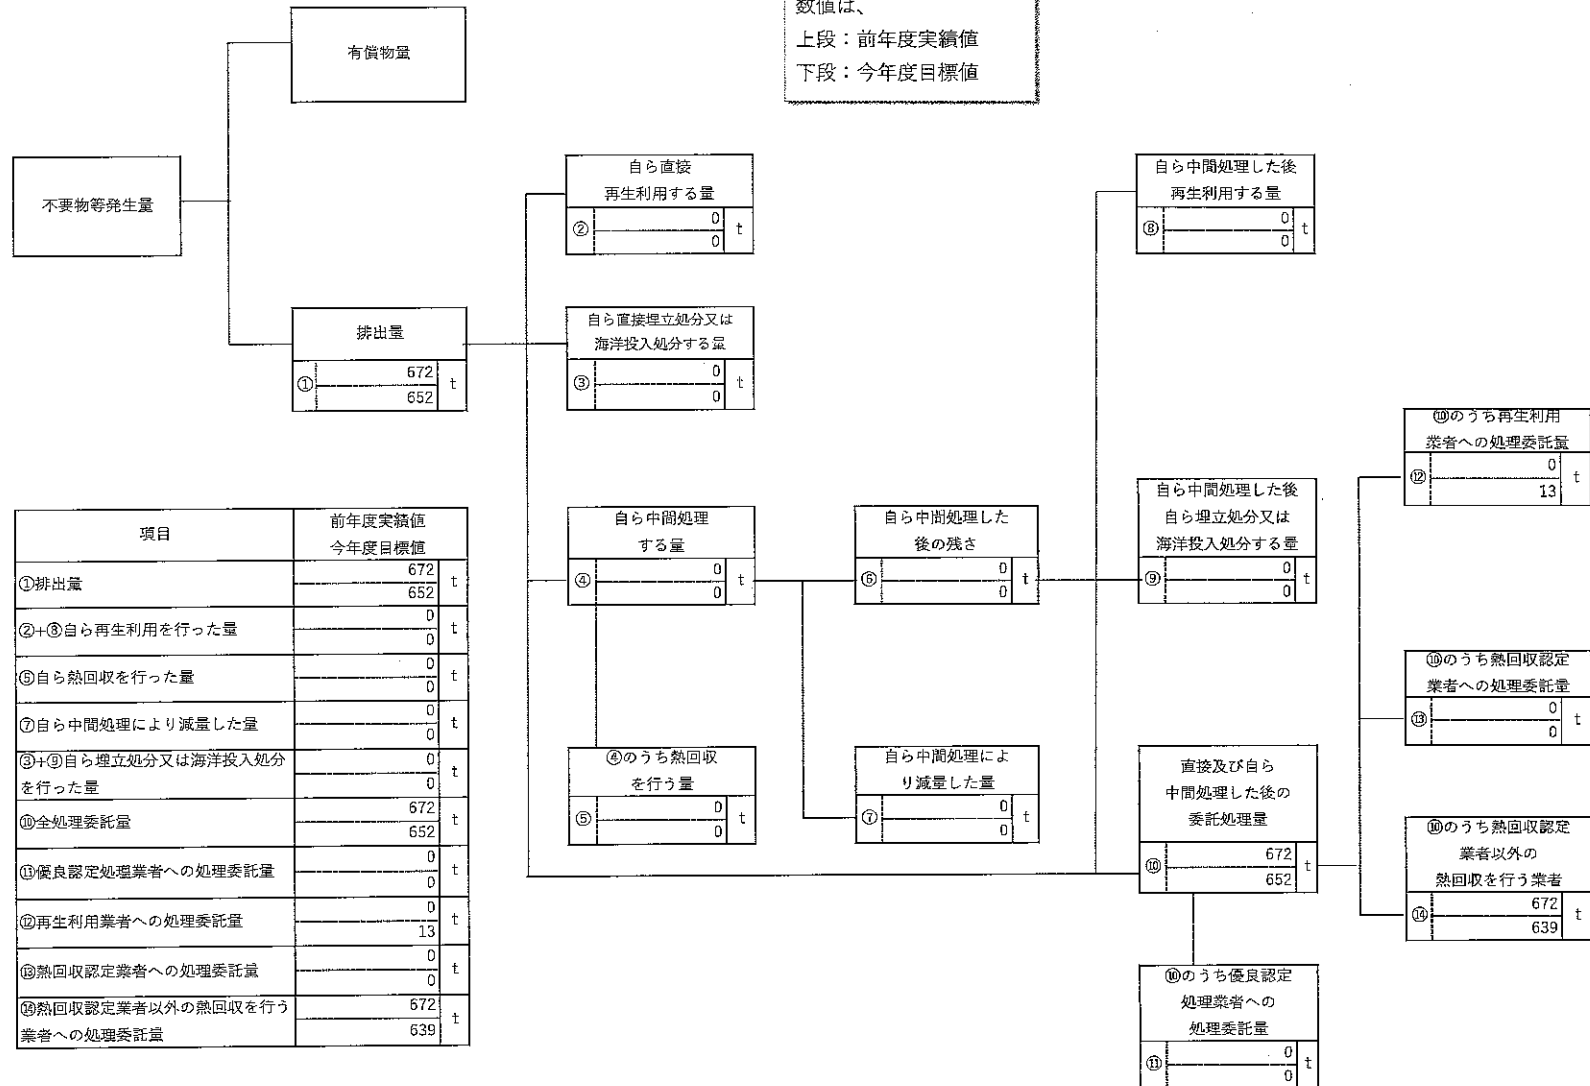 数値は、
上段：前年度実績値
下段：今年度目標値
有償物量
不要物等発生量
排出量
①
672
652
t
自ら直接
再生利用する量
②
0
0
t
自ら直接埋立処分又は
海洋投入処分する量
③
0
0
t
自ら中間処理
する量
④
0
0
t
④のうち熱回収
を行う量
⑤
0
0
t
自ら中間処理した
後の残さ
⑥
0
0
t
自ら中間処理によ
り減量した量
⑦
0
0
t
自ら中間処理した後
再生利用する量
⑧
0
0
t
自ら中間処理した後
自ら埋立処分又は
海洋投入処分する量
⑨
0
0
t
直接及び自ら
中間処理した後の
委託処理量
⑩
672
652
t
⑩のうち優良認定
処理業者への
処理委託量
⑪
0
0
t
⑩のうち再生利用
業者への処理委託量
⑫
0
13
t
⑩のうち熱回収認定
業者への処理委託量
⑬
0
0
t
⑩のうち熱回収認定
業者以外の
熱回収を行う業者
⑭
672
639
t
項目
前年度実績値
今年度目標値
①排出量
672
652
t
②+⑧自ら再生利用を行った量
0
0
t
⑤自ら熱回収を行った量
0
0
t
⑦自ら中間処理により減量した量
0
0
t
③+⑨自ら埋立処分又は海洋投入処分
を行った量
0
0
t
⑩全処理委託量
672
652
t
⑪優良認定処理業者への処理委託量
0
0
t
⑫再生利用業者への処理委託量
0
13
t
⑬熱回収認定業者への処理委託量
0
0
t
⑭熱回収認定業者以外の熱回収を行う
業者への処理委託量
672
639
t